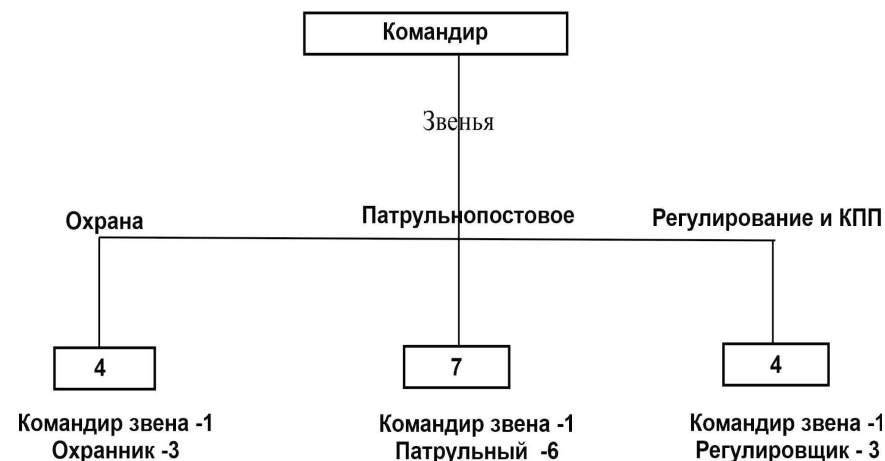 Командир
Звенья
Охрана
Патрульнопостовое
Регулирование и КПП
4
7
4
Командир звена -1
Охранник -3
Командир звена -1
Патрульный -6
Командир звена -1
Регулировщик - 3